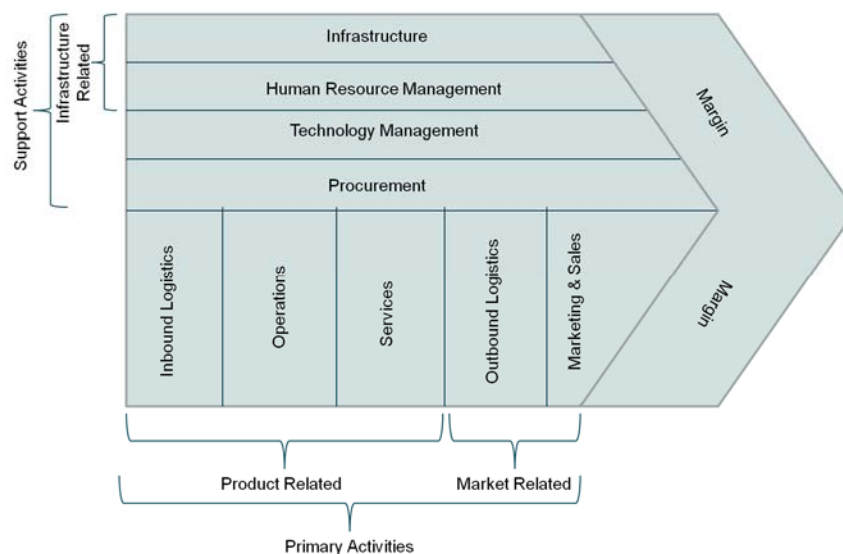 Support Activities
Infrastructure
Related
Infrastructure
Human Resource Management
Technology Management
Procurement
Margin
Margin
Inbound Logistics
Operations
Services
Outbound Logistics
Marketing & Sales
Product Related
Market Related
Primary Activities